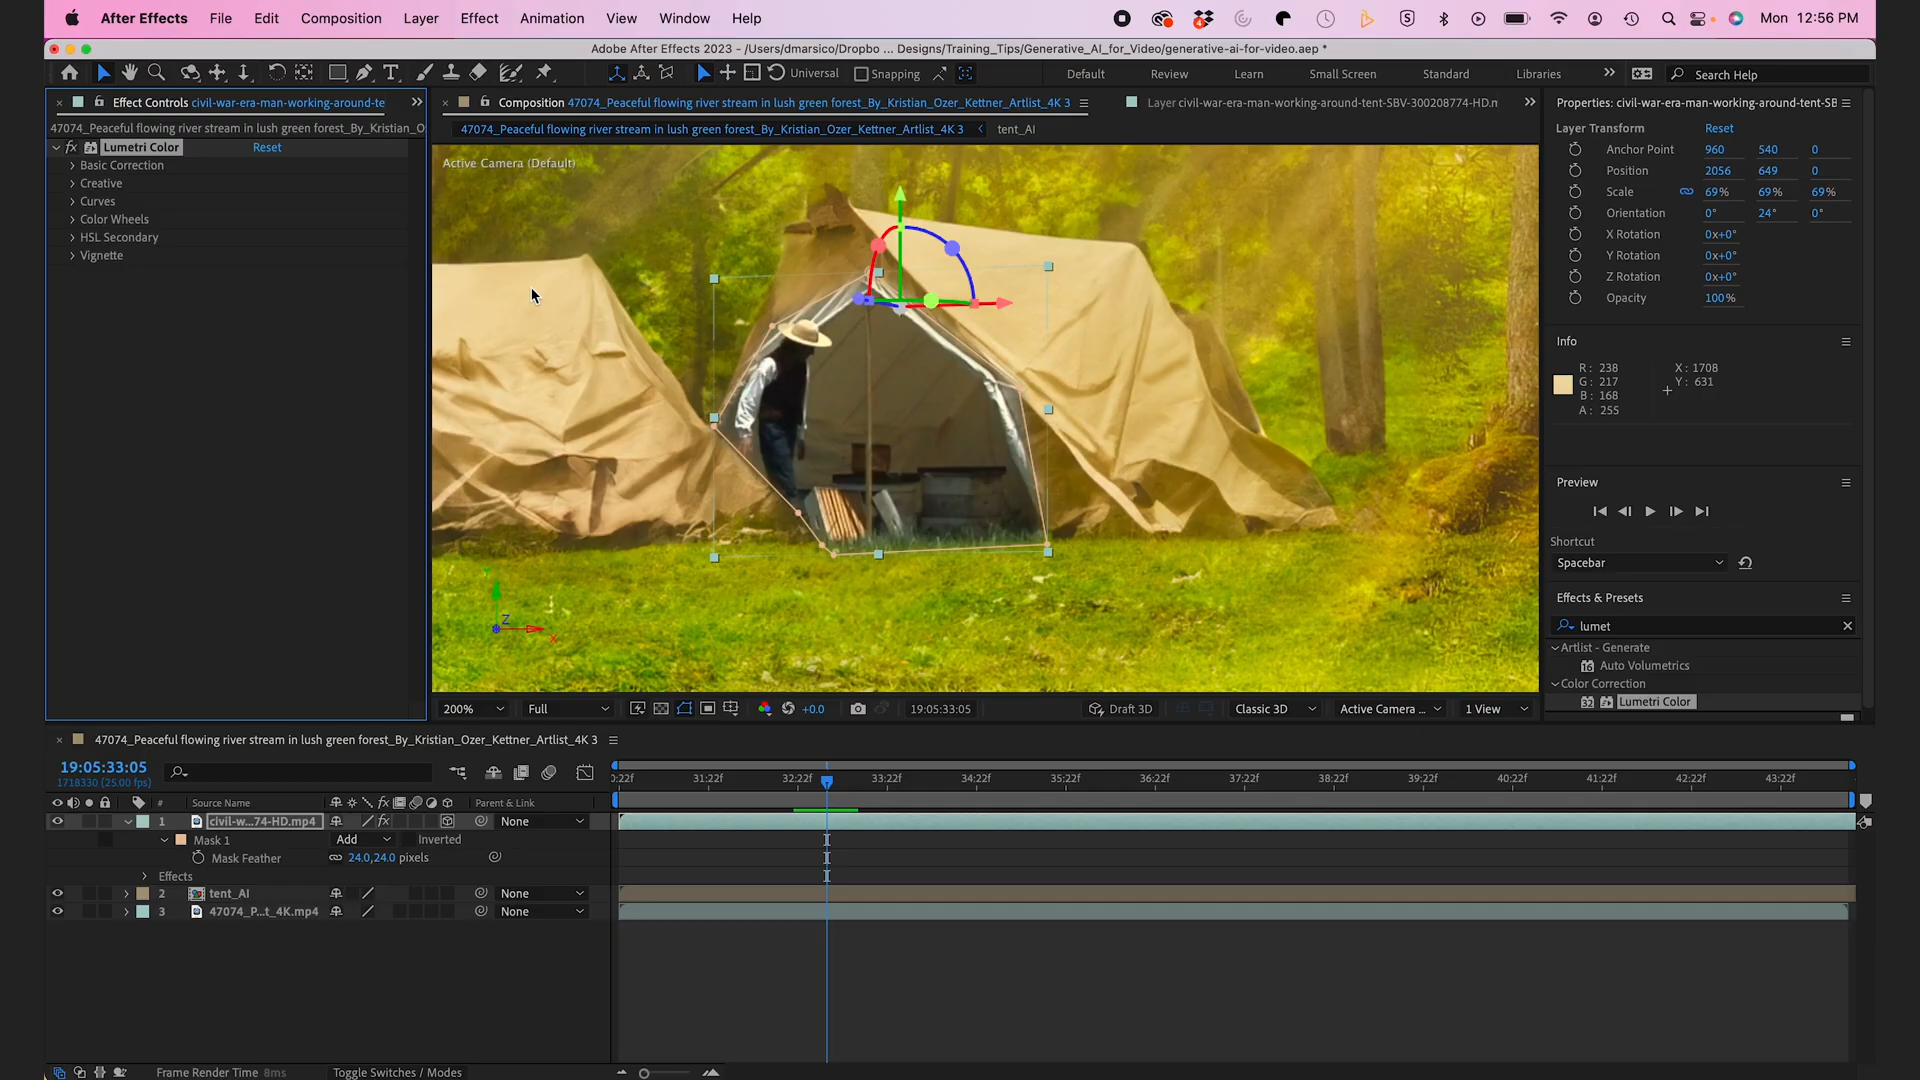 After Effects File Edit Composition Layer Effect Animation View Window Help Mon 12:56 PM
Adobe After Effects 2023 - /Users/dmarsico/Dropbo ... Designs/Training_Tips/Generative_AI_for_Video/generative-ai-for-video.aep *
Universal Snapping Default Review Learn Small Screen Standard Libraries Search Help
Effect Controls civil-war-era-man-working-around-te
47074_Peaceful flowing river stream in lush green forest_By_Kristian_O
fx Lumetri Color Reset
Basic Correction
Creative
Curves
Color Wheels
HSL Secondary
Vignette
Composition 47074_Peaceful flowing river stream in lush green forest_By_Kristian_Ozer_Kettner_Artlist_4K 3
Layer civil-war-era-man-working-around-tent-SBV-300208774-HD.n
47074_Peaceful flowing river stream in lush green forest_By_Kristian_Ozer_Kettner_Artlist_4K 3 tent_AI
Active Camera (Default)
Y
Z
X
200% Full +0.0 19:05:33:05 Draft 3D Classic 3D Active Camera ... 1 View
Properties: civil-war-era-man-working-around-tent-SB
Layer Transform Reset
Anchor Point 960 540 0
Position 2056 649 0
Scale 69% 69% 69%
Orientation 0° 24° 0°
X Rotation 0x+0°
Y Rotation 0x+0°
Z Rotation 0x+0°
Opacity 100%
Info
R: 238 X: 1708
G: 217 Y: 631
B: 168
A: 255
Preview
Shortcut
Spacebar
Effects & Presets
lumet
Artlist - Generate
16 Auto Volumetrics
Color Correction
32 Lumetri Color
47074_Peaceful flowing river stream in lush green forest_By_Kristian_Ozer_Kettner_Artlist_4K 3
19:05:33:05
1718330 (25.00 fps)
0:22f 31:22f 32:22f 33:22f 34:22f 35:22f 36:22f 37:22f 38:22f 39:22f 40:22f 41:22f 42:22f 43:22f
# Source Name fx Parent & Link
1 civil-w...74-HD.mp4 fx None
Mask 1 Add Inverted
Mask Feather 24.0,24.0 pixels
Effects
2 tent_AI None
3 47074_P...t_4K.mp4 None
Frame Render Time 8ms Toggle Switches / Modes